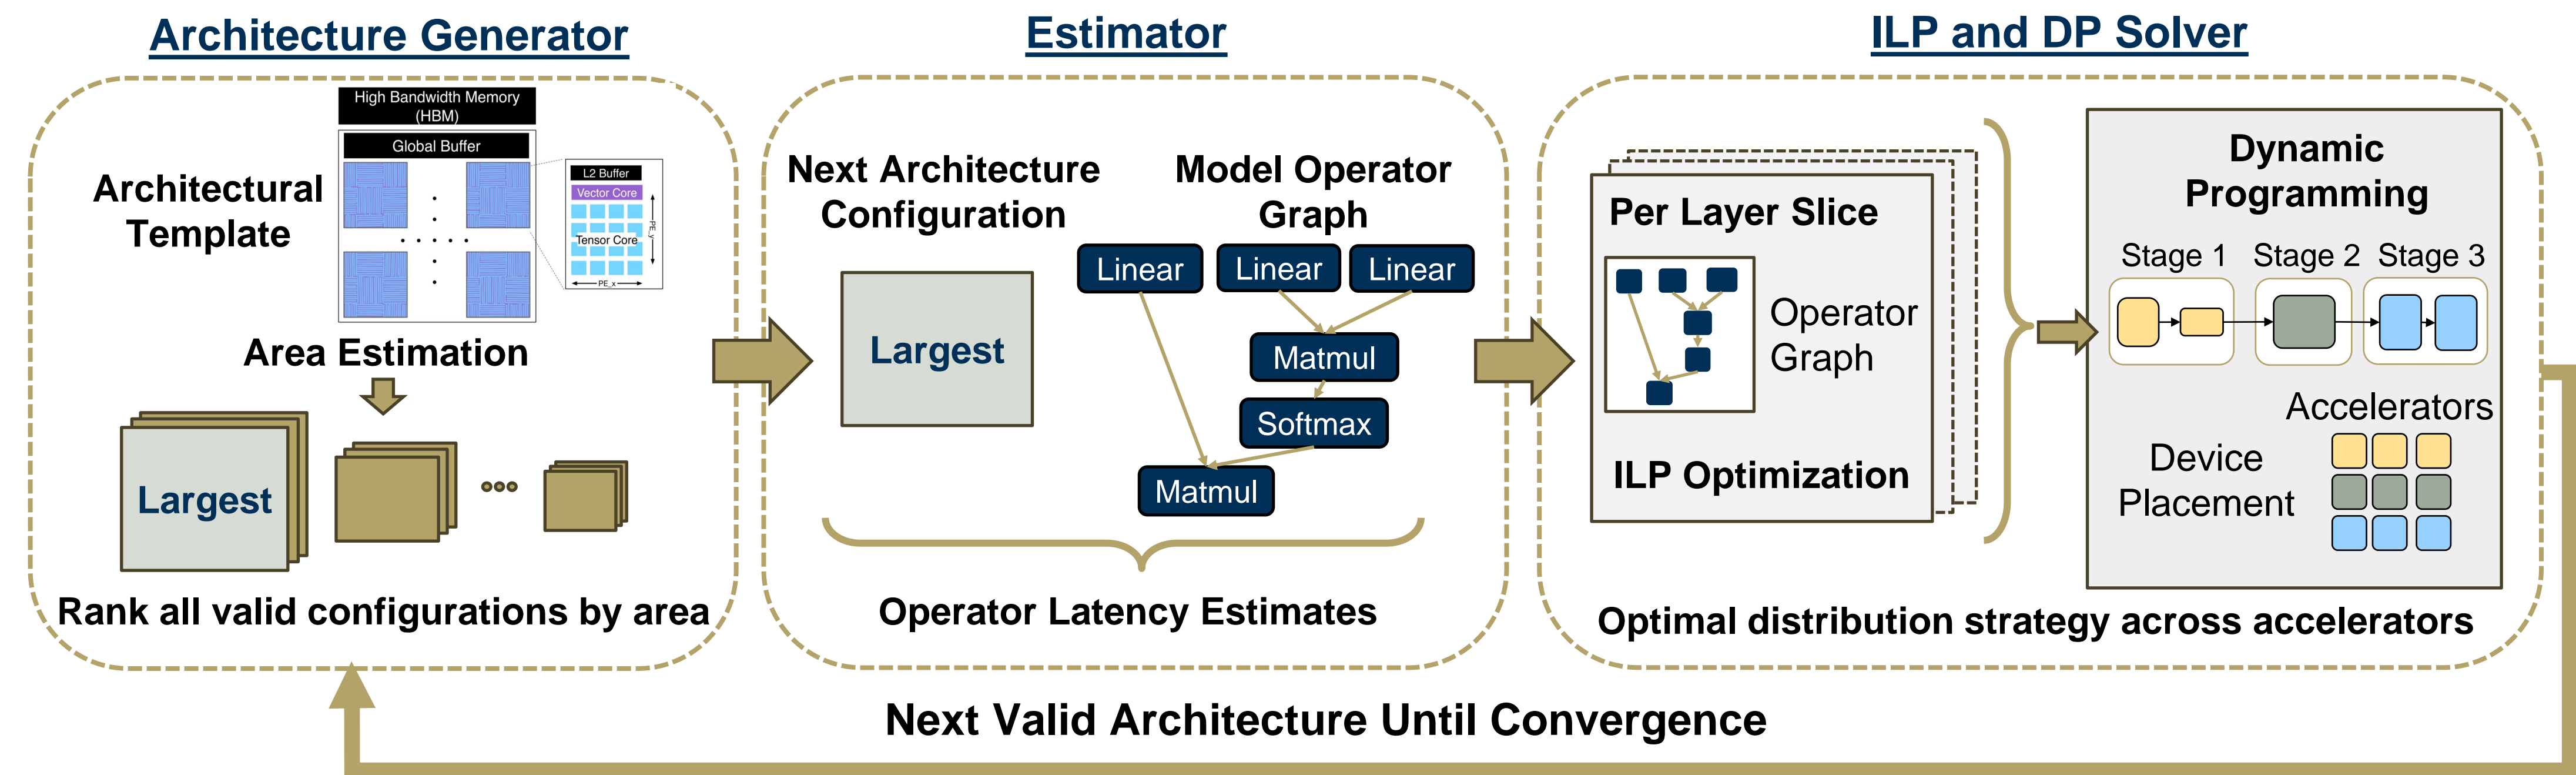 Architecture Generator
High Bandwidth Memory
(HBM)
Global Buffer
L2 Buffer
Vector Core
Tensor Core
PE_y
PE_x
Architectural
Template
Area Estimation
Largest
Rank all valid configurations by area
Estimator
Next Architecture
Configuration
Largest
Model Operator
Graph
Linear
Linear
Linear
Matmul
Softmax
Matmul
Operator Latency Estimates
ILP and DP Solver
Per Layer Slice
Operator
Graph
ILP Optimization
Dynamic
Programming
Stage 1
Stage 2
Stage 3
Accelerators
Device
Placement
Optimal distribution strategy across accelerators
Next Valid Architecture Until Convergence